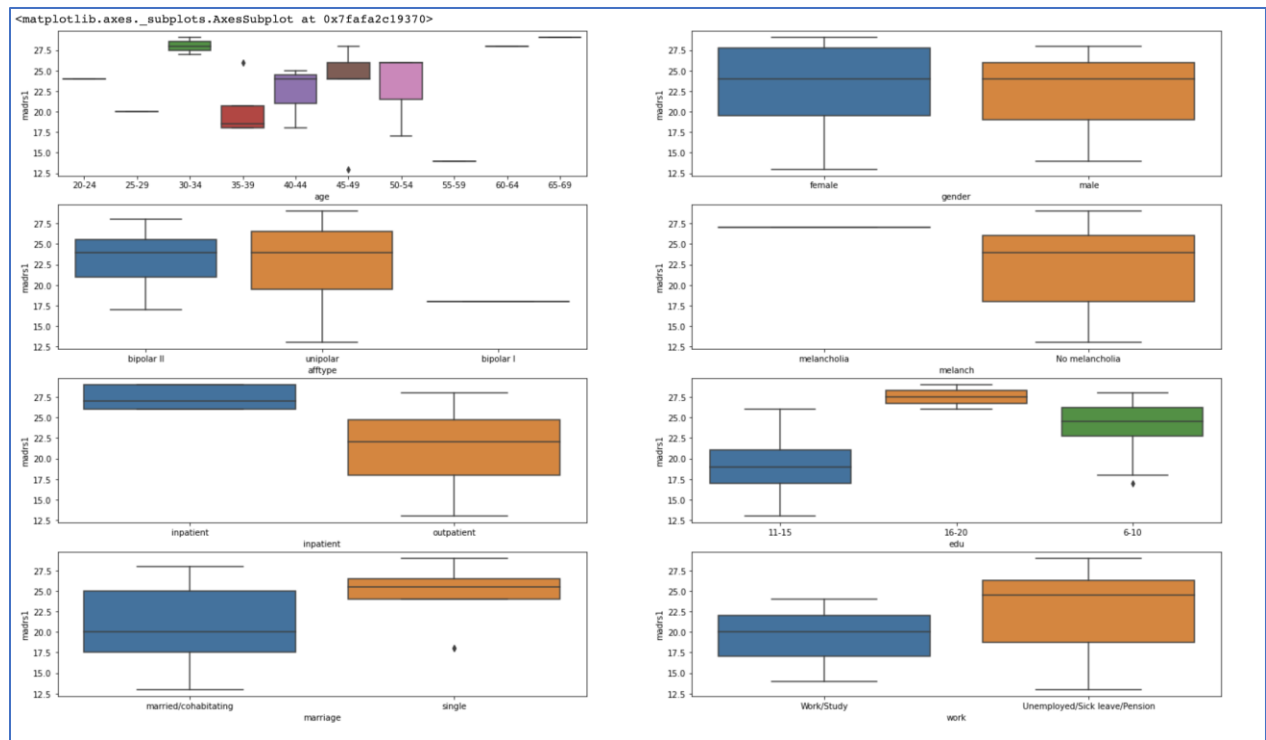 <matplotlib.axes._subplots.AxesSubplot at 0x7fafa2c19370>
27.5
25.0
22.5
20.0
17.5
15.0
12.5
madrs1
20-24 25-29 30-34 35-39 40-44 45-49 50-54 55-59 60-64 65-69
age
27.5
25.0
22.5
20.0
17.5
15.0
12.5
madrs1
female male
gender
27.5
25.0
22.5
20.0
17.5
15.0
12.5
madrs1
bipolar II unipolar bipolar I
afftype
27.5
25.0
22.5
20.0
17.5
15.0
12.5
madrs1
melancholia No melancholia
melanch
27.5
25.0
22.5
20.0
17.5
15.0
12.5
madrs1
inpatient outpatient
inpatient
27.5
25.0
22.5
20.0
17.5
15.0
12.5
madrs1
11-15 16-20 6-10
edu
27.5
25.0
22.5
20.0
17.5
15.0
12.5
madrs1
married/cohabitating single
marriage
27.5
25.0
22.5
20.0
17.5
15.0
12.5
madrs1
Work/Study Unemployed/Sick leave/Pension
work